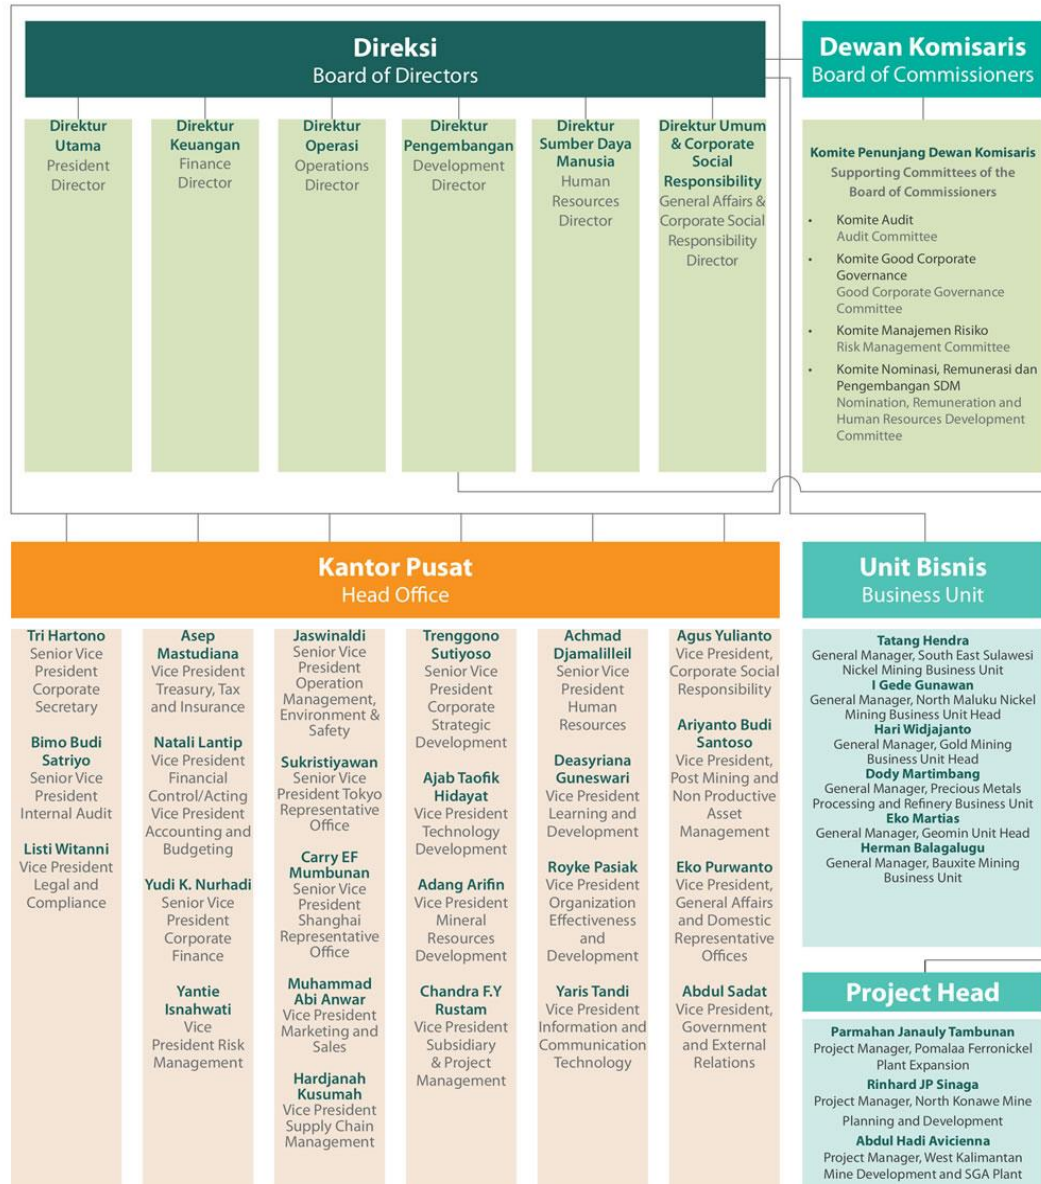 Direksi
Board of Directors
Direktur
Utama
President
Director
Direktur
Keuangan
Finance
Director
Direktur
Operasi
Operations
Director
Direktur
Pengembangan
Development
Director
Direktur
Sumber Daya
Manusia
Human
Resources
Director
Direktur Umum
& Corporate
Social
Responsibility
General Affairs &
Corporate Social
Responsibility
Director
Dewan Komisaris
Board of Commissioners
Komite Penunjang Dewan Komisaris
Supporting Committees of the
Board of Commissioners
• Komite Audit
Audit Committee
• Komite Good Corporate
Governance
Good Corporate Governance
Committee
• Komite Manajemen Risiko
Risk Management Committee
• Komite Nominasi, Remunerasi dan
Pengembangan SDM
Nomination, Remuneration and
Human Resources Development
Committee
Kantor Pusat
Head Office
Tri Hartono
Senior Vice
President
Corporate
Secretary
Bimo Budi
Satriyo
Senior Vice
President
Internal Audit
Listi Witanni
Vice President
Legal and
Compliance
Asep
Mastudiana
Vice President
Treasury, Tax
and Insurance
Natali Lantip
Vice President
Financial
Control/Acting
Vice President
Accounting and
Budgeting
Yudi K. Nurhadi
Senior Vice
President
Corporate
Finance
Yantie
Isnahwati
Vice
President Risk
Management
Jaswinaldi
Senior Vice
President
Operation
Management,
Environment &
Safety
Sukristiyawan
Senior Vice
President Tokyo
Representative
Office
Carry EF
Mumbunan
Senior Vice
President
Shanghai
Representative
Office
Muhammad
Abi Anwar
Vice President
Marketing and
Sales
Hardjanah
Kusumah
Vice President
Supply Chain
Management
Trenggono
Sutiyoso
Senior Vice
President
Corporate
Strategic
Development
Ajab Taofik
Hidayat
Vice President
Technology
Development
Adang Arifin
Vice President
Mineral
Resources
Development
Chandra F.Y
Rustam
Vice President
Subsidiary
& Project
Management
Achmad
Djamalilleil
Senior Vice
President
Human
Resources
Deasyriana
Guneswari
Vice President
Learning and
Development
Royke Pasiak
Vice President
Organization
Effectiveness
and
Development
Yaris Tandi
Vice President
Information and
Communication
Technology
Agus Yulianto
Vice President,
Corporate Social
Responsibility
Ariyanto Budi
Santoso
Vice President,
Post Mining and
Non Productive
Asset
Management
Eko Purwanto
Vice President,
General Affairs
and Domestic
Representative
Offices
Abdul Sadat
Vice President,
Government
and External
Relations
Unit Bisnis
Business Unit
Tatang Hendra
General Manager, South East Sulawesi
Nickel Mining Business Unit
I Gede Gunawan
General Manager, North Maluku Nickel
Mining Business Unit Head
Hari Widjajanto
General Manager, Gold Mining
Business Unit Head
Dody Martimbang
General Manager, Precious Metals
Processing and Refinery Business Unit
Eko Martias
General Manager, Geomin Unit Head
Herman Balagalugu
General Manager, Bauxite Mining
Business Unit
Project Head
Parmahan Janauly Tambunan
Project Manager, Pomalaa Ferronickel
Plant Expansion
Rinhard JP Sinaga
Project Manager, North Konawe Mine
Planning and Development
Abdul Hadi Avicienna
Project Manager, West Kalimantan
Mine Development and SGA Plant